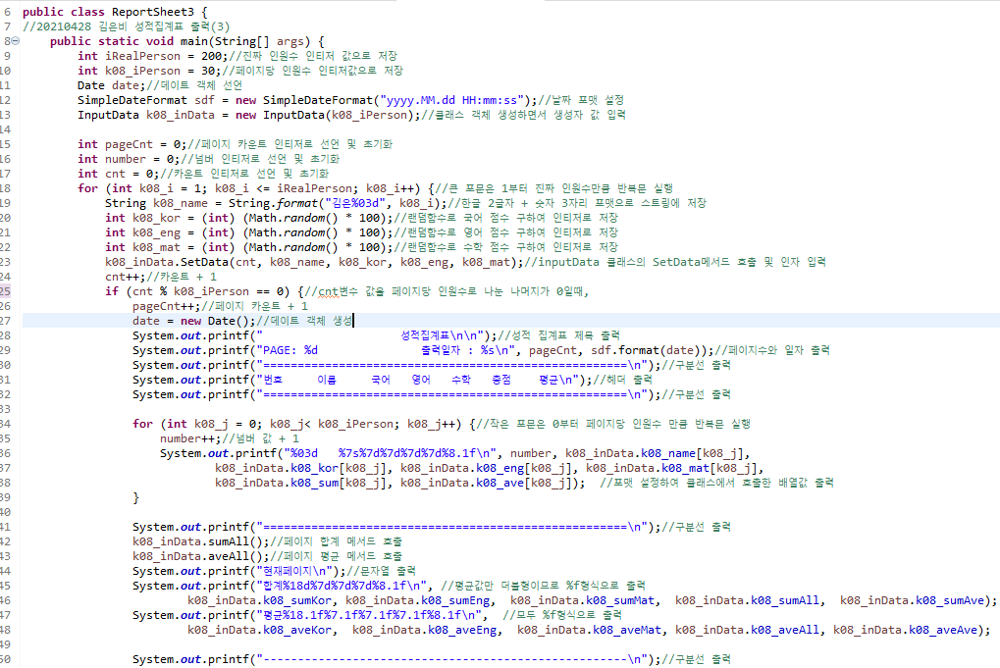 6 public class ReportSheet3 {
7 //20210428 김은비 성적집계표 출력(3)
8 public static void main(String[] args) {
9 int iRealPerson = 200;//진짜 인원수 인티저 값으로 저장
10 int k08_iPerson = 30;//페이지당 인원수 인티저값으로 저장
11 Date date;//데이트 객체 선언
12 SimpleDateFormat sdf = new SimpleDateFormat("yyyy.MM.dd HH:mm:ss");//날짜 포맷 설정
13 InputData k08_inData = new InputData(k08_iPerson);//클래스 객체 생성하면서 생성자 값 입력
14
15 int pageCnt = 0;//페이지 카운트 인티저로 선언 및 초기화
16 int number = 0;//넘버 인티저로 선언 및 초기화
17 int cnt = 0;//카운트 인티저로 선언 및 초기화
18 for (int k08_i = 1; k08_i <= iRealPerson; k08_i++) {//큰 포문은 1부터 진짜 인원수만큼 반복문 실행
19 String k08_name = String.format("김은%03d", k08_i);//한글 2글자 + 숫자 3자리 포맷으로 스트링에 저장
20 int k08_kor = (int) (Math.random() * 100);//랜덤함수로 국어 점수 구하여 인티저로 저장
21 int k08_eng = (int) (Math.random() * 100);//랜덤함수로 영어 점수 구하여 인티저로 저장
22 int k08_mat = (int) (Math.random() * 100);//랜덤함수로 수학 점수 구하여 인티저로 저장
23 k08_inData.SetData(cnt, k08_name, k08_kor, k08_eng, k08_mat);//inputData 클래스의 SetData메서드 호출 및 인자 입력
24 cnt++;//카운트 + 1
25 if (cnt % k08_iPerson == 0) {//cnt변수 값을 페이지당 인원수로 나눈 나머지가 0일때,
26 pageCnt++;//페이지 카운트 + 1
27 date = new Date();//데이트 객체 생성
28 System.out.printf("                    성적집계표\n\n");//성적 집계표 제목 출력
29 System.out.printf("PAGE: %d               출력일자 : %s\n", pageCnt, sdf.format(date));//페이지수와 일자 출력
30 System.out.printf("=====================================================\n");//구분선 출력
31 System.out.printf("번호     이름     국어   영어   수학   총점    평균\n");//헤더 출력
32 System.out.printf("=====================================================\n");//구분선 출력
33
34 for (int k08_j = 0; k08_j< k08_iPerson; k08_j++) {//작은 포문은 0부터 페이지당 인원수 만큼 반복문 실행
35 number++;//넘버 값 + 1
36 System.out.printf("%03d   %7s%7d%7d%7d%7d%8.1f\n", number, k08_inData.k08_name[k08_j],
37 k08_inData.k08_kor[k08_j], k08_inData.k08_eng[k08_j], k08_inData.k08_mat[k08_j],
38 k08_inData.k08_sum[k08_j], k08_inData.k08_ave[k08_j]);  //포맷 설정하여 클래스에서 호출한 배열값 출력
39 }
40
41 System.out.printf("=====================================================\n");//구분선 출력
42 k08_inData.sumAll();//페이지 합계 메서드 호출
43 k08_inData.aveAll();//페이지 평균 메서드 호출
44 System.out.printf("현재페이지\n");//문자열 출력
45 System.out.printf("합계%18d%7d%7d%7d%8.1f\n", //평균값만 더블형이므로 %f형식으로 출력
46 k08_inData.k08_sumKor, k08_inData.k08_sumEng,  k08_inData.k08_sumMat,  k08_inData.k08_sumAll,  k08_inData.k08_sumAve);
47 System.out.printf("평균%18.1f%7.1f%7.1f%7.1f%8.1f\n",  //모두 %f형식으로 출력
48 k08_inData.k08_aveKor,  k08_inData.k08_aveEng,  k08_inData.k08_aveMat, k08_inData.k08_aveAll, k08_inData.k08_aveAve);
49
50 System.out.printf("-----------------------------------------------------\n");//구분선 출력